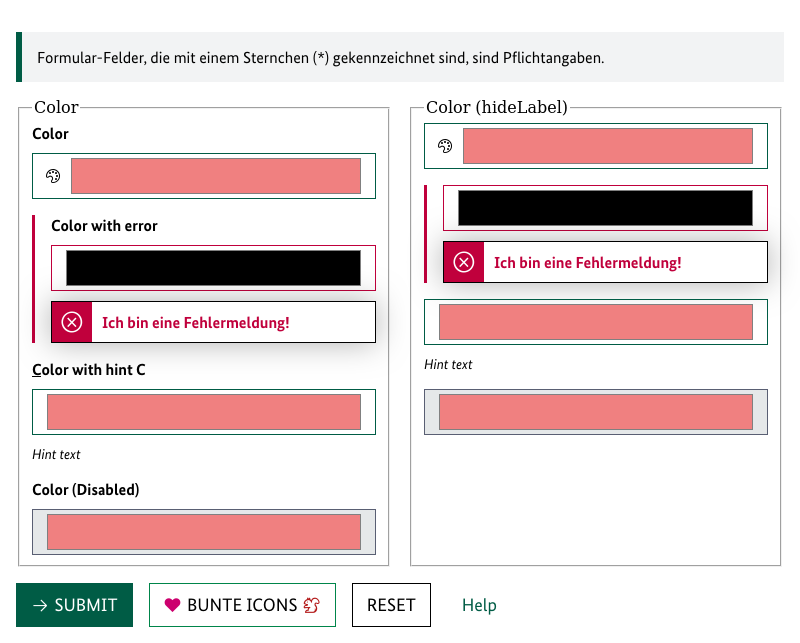 Formular-Felder, die mit einem Sternchen (*) gekennzeichnet sind, sind Pflichtangaben.
Color
Color
Color with error
Ich bin eine Fehlermeldung!
Color with hint C
Hint text
Color (Disabled)
Color (hideLabel)
Ich bin eine Fehlermeldung!
Hint text
SUBMIT
BUNTE ICONS
RESET
Help